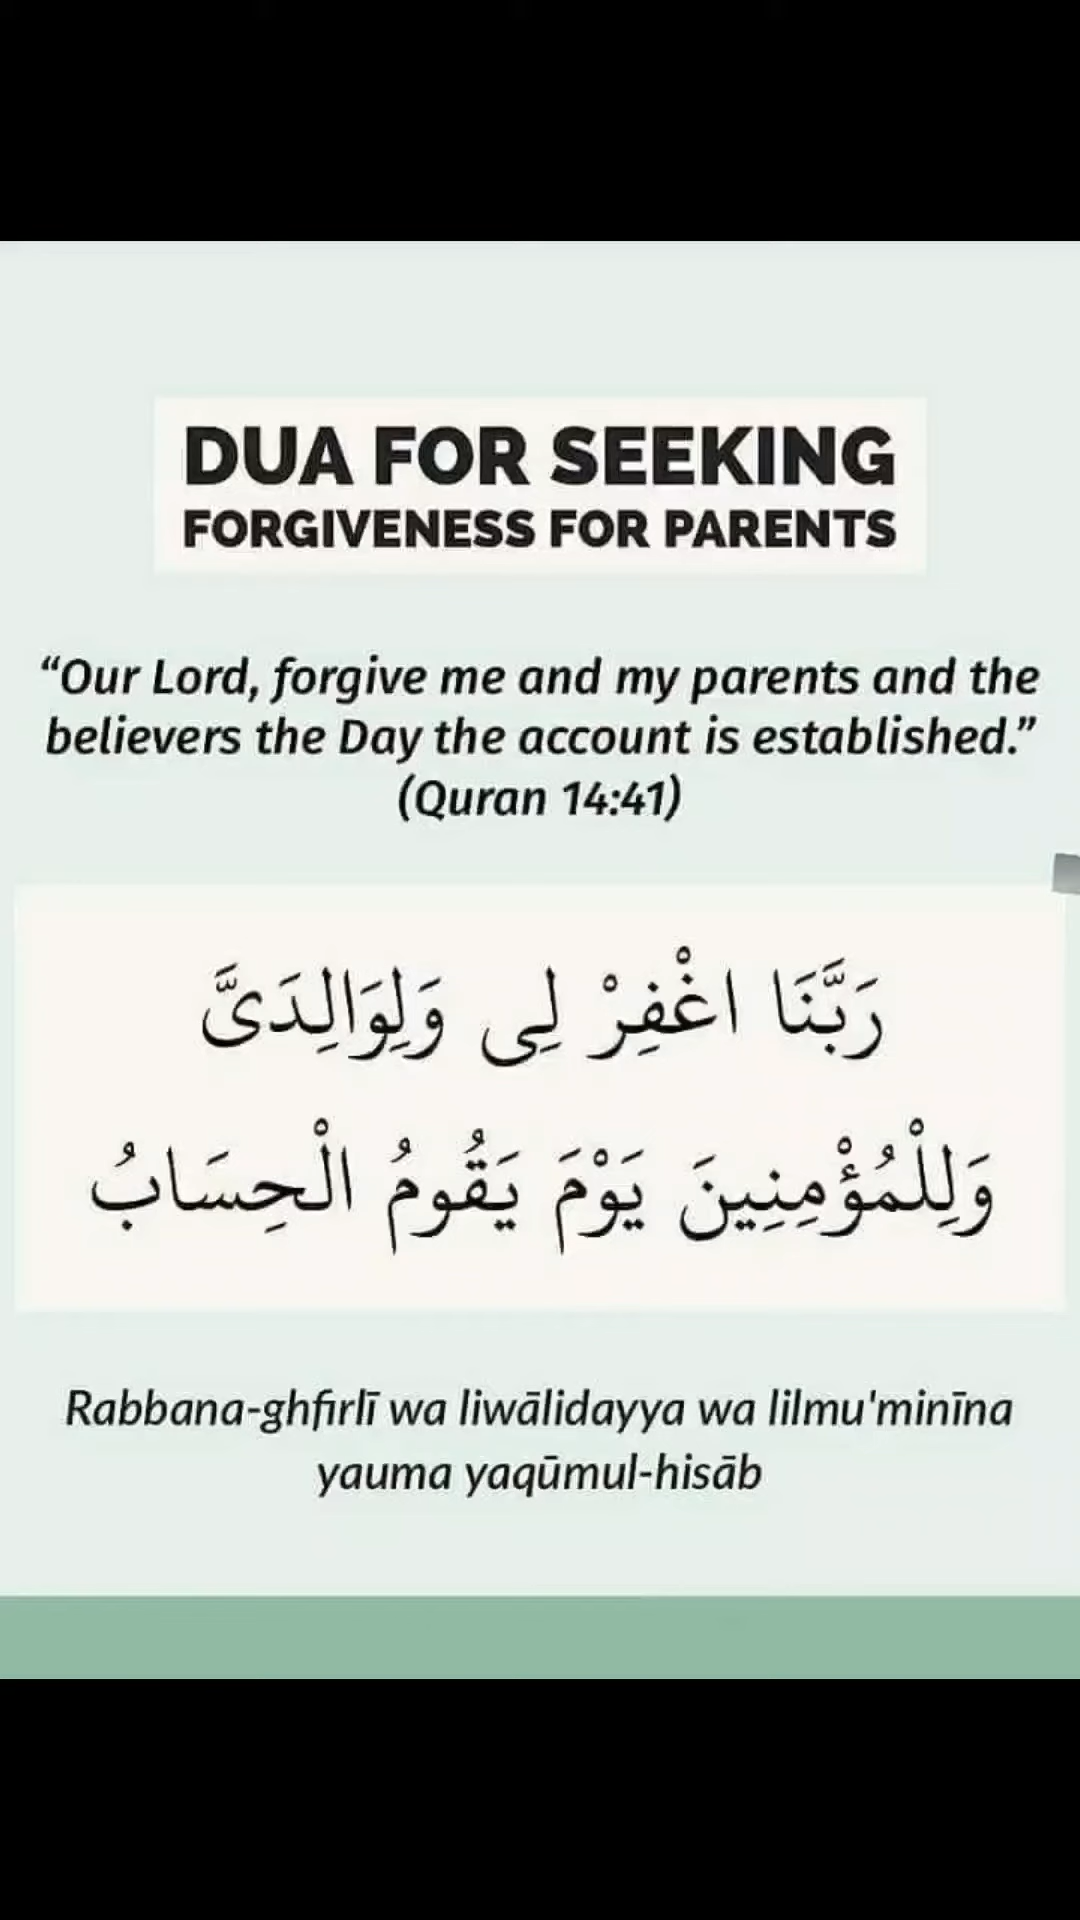 DUA FOR SEEKING
FORGIVENESS FOR PARENTS
“Our Lord, forgive me and my parents and the
believers the Day the account is established.”
(Quran 14:41)
رَبَّنَا اغْفِرْ لِى وَلِوَالِدَىَّ
وَلِلْمُؤْمِنِينَ يَوْمَ يَقُومُ الْحِسَابُ
Rabbana-ghfirlī wa liwālidayya wa lilmu'minīna
yauma yaqūmul-hisāb